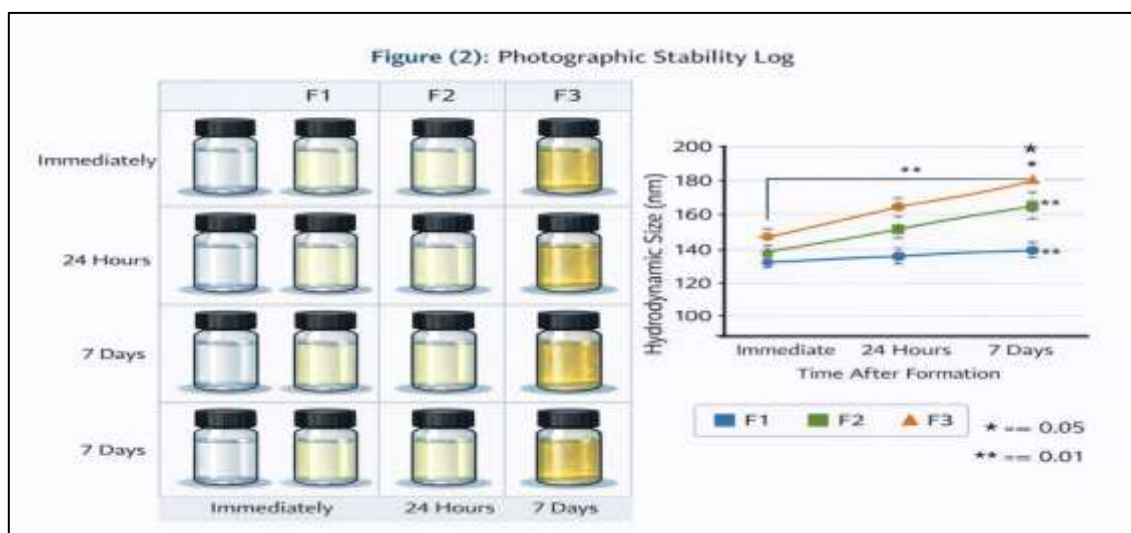 Figure (2): Photographic Stability Log
F1 F2 F3
Immediately
24 Hours
7 Days
7 Days
Immediately 24 Hours 7 Days
Hydrodynamic Size (nm)
200
180
160
140
130
120
100
★
*
**
**
**
Immediate 24 Hours 7 Days
Time After Formation
F1 F2 F3
★ == 0.05
★★ == 0.01